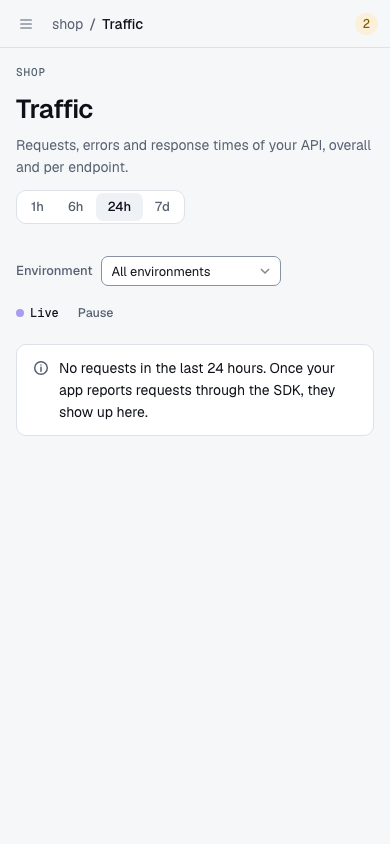 shop / Traffic
2
SHOP
Traffic
Requests, errors and response times of your API, overall
and per endpoint.
1h 6h 24h 7d
Environment All environments
Live Pause
No requests in the last 24 hours. Once your
app reports requests through the SDK, they
show up here.